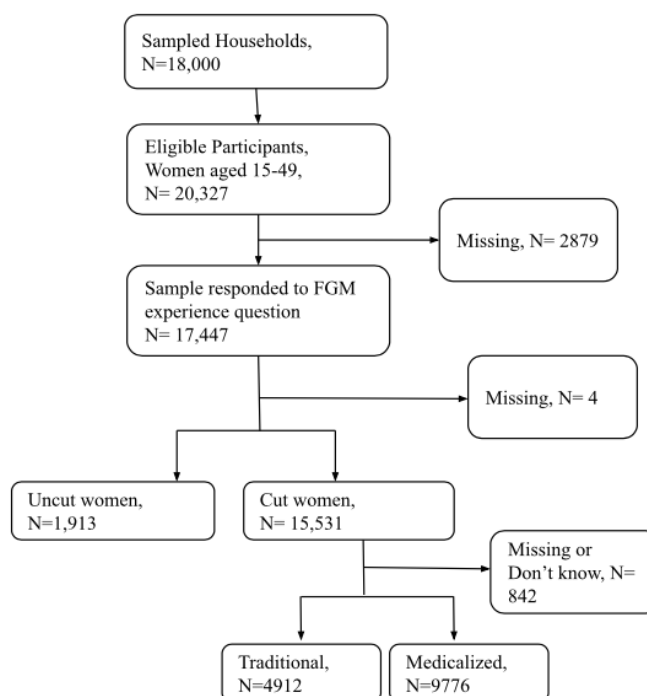 Sampled Households,
N=18,000
Eligible Participants,
Women aged 15-49,
N= 20,327
Missing, N= 2879
Sample responded to FGM
experience question
N= 17,447
Missing, N= 4
Uncut women,
N=1,913
Cut women,
N= 15,531
Missing or
Don’t know, N=
842
Traditional,
N=4912
Medicalized,
N=9776